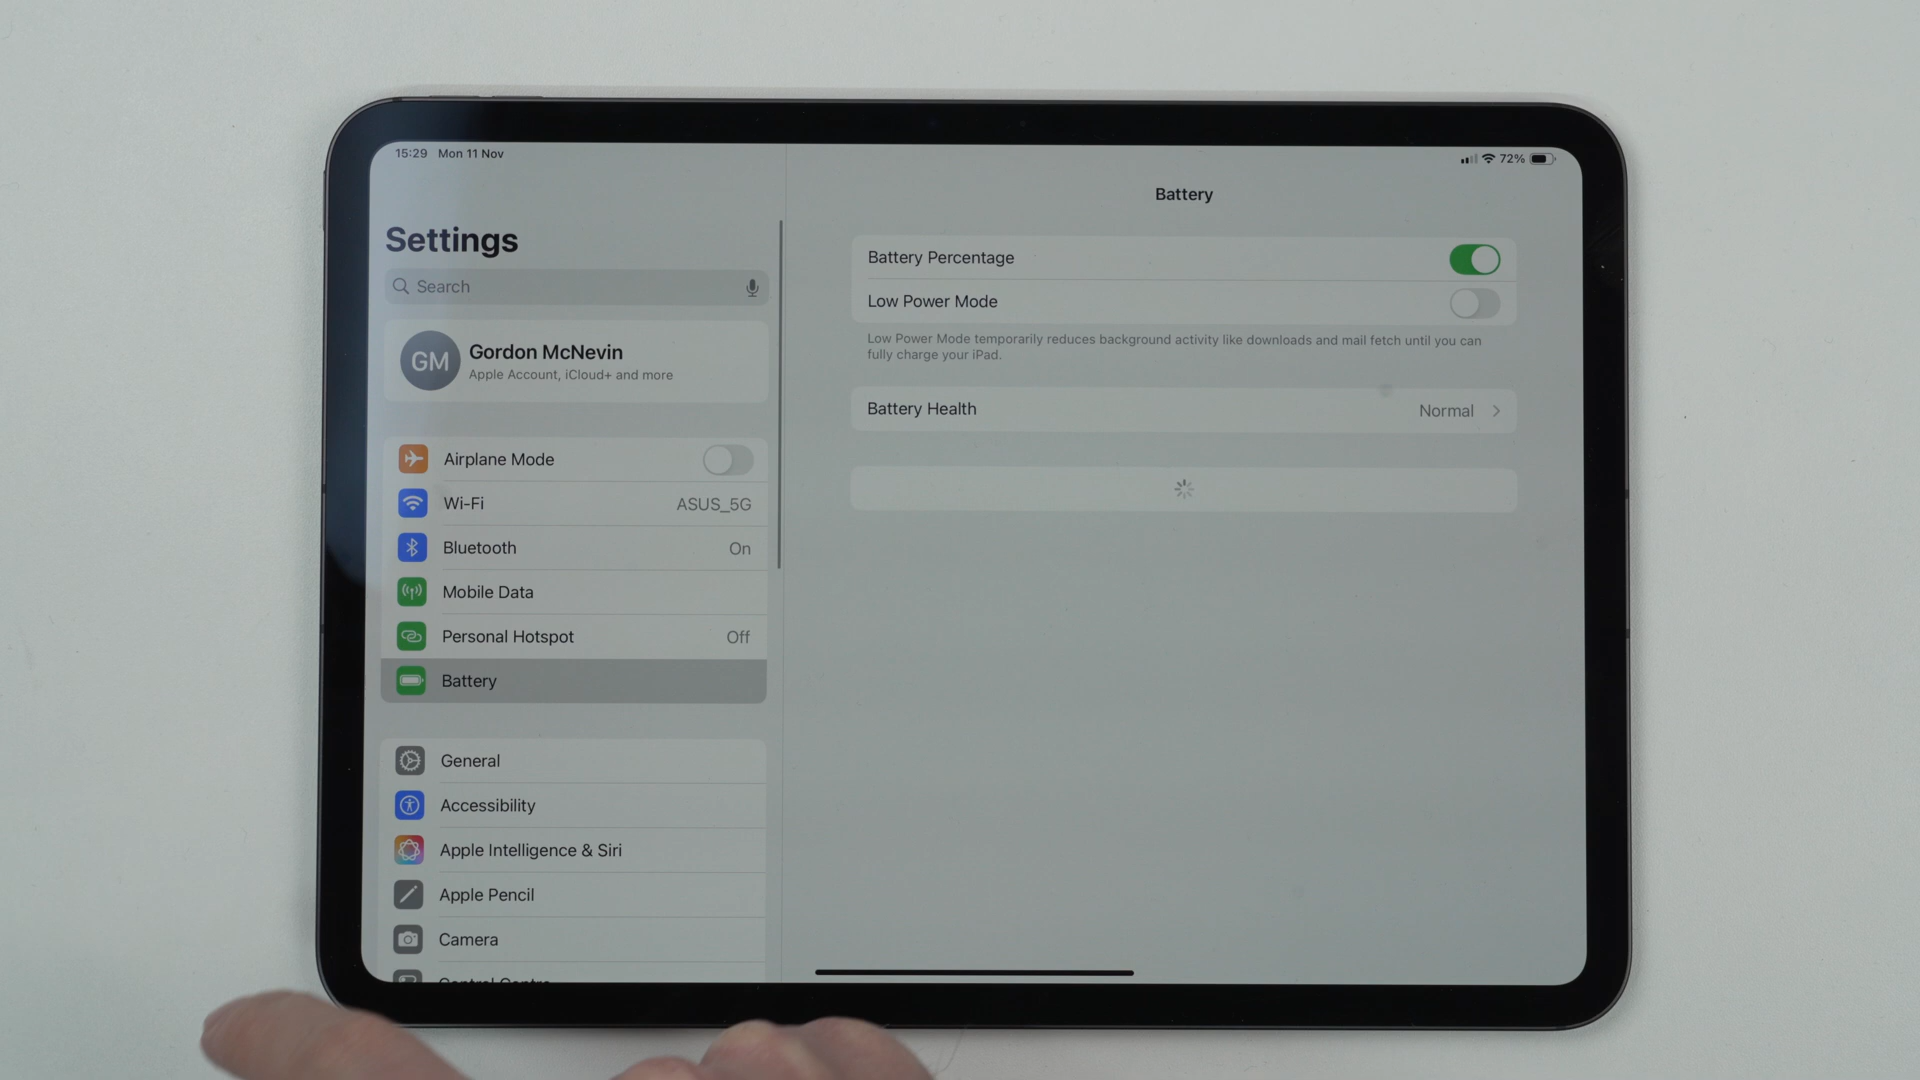 15:29 Mon 11 Nov
72%
Settings
Search
GM
Gordon McNevin
Apple Account, iCloud+ and more
Airplane Mode
Wi-Fi ASUS_5G
Bluetooth On
Mobile Data
Personal Hotspot Off
Battery
General
Accessibility
Apple Intelligence & Siri
Apple Pencil
Camera
Control Centre
Battery
Battery Percentage
Low Power Mode
Low Power Mode temporarily reduces background activity like downloads and mail fetch until you can
fully charge your iPad.
Battery Health Normal